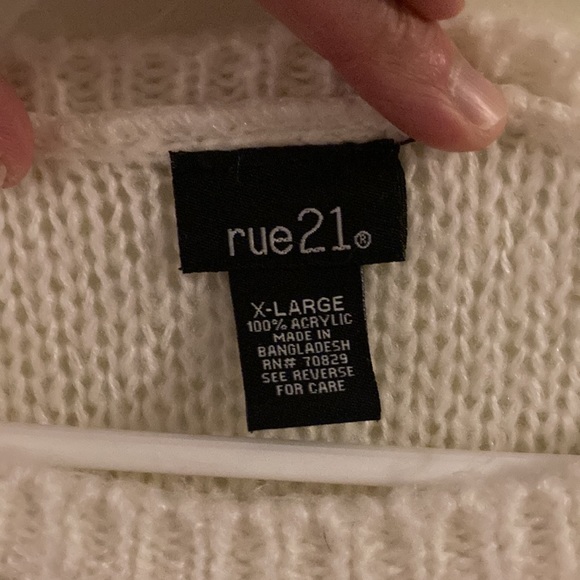 rue21®
X-LARGE
100% ACRYLIC
MADE IN
BANGLADESH
RN# 70829
SEE REVERSE
FOR CARE